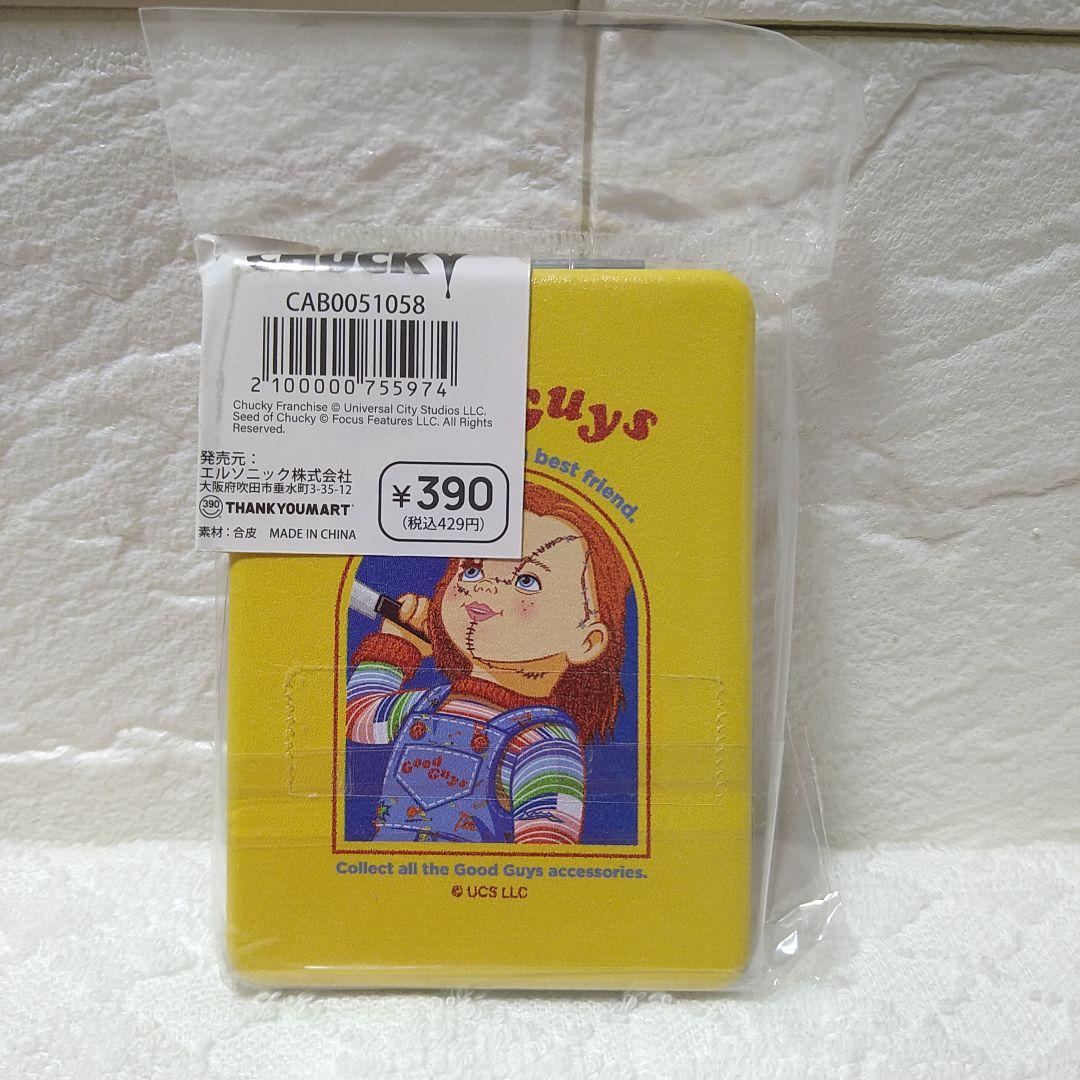 CHUCKY
CAB0051058
2 100000 755974
Chucky Franchise © Universal City Studios LLC.
Seed of Chucky © Focus Features LLC. All Rights
Reserved.
発売元：
エルソニック株式会社
大阪府吹田市垂水町3-35-12
390 THANKYOUMART
素材：合皮 MADE IN CHINA
¥390
(税込429円)
Guys
best friend.
Good
Guys
Collect all the Good Guys accessories.
© UCS LLC